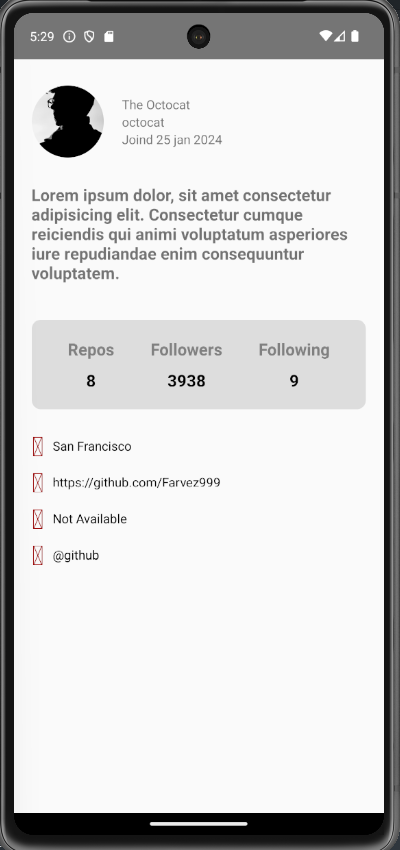 5:29
The Octocat
octocat
Joind 25 jan 2024
Lorem ipsum dolor, sit amet consectetur
adipisicing elit. Consectetur cumque
reiciendis qui animi voluptatum asperiores
iure repudiandae enim consequuntur
voluptatem.
Repos Followers Following
8 3938 9
San Francisco
https://github.com/Farvez999
Not Available
@github